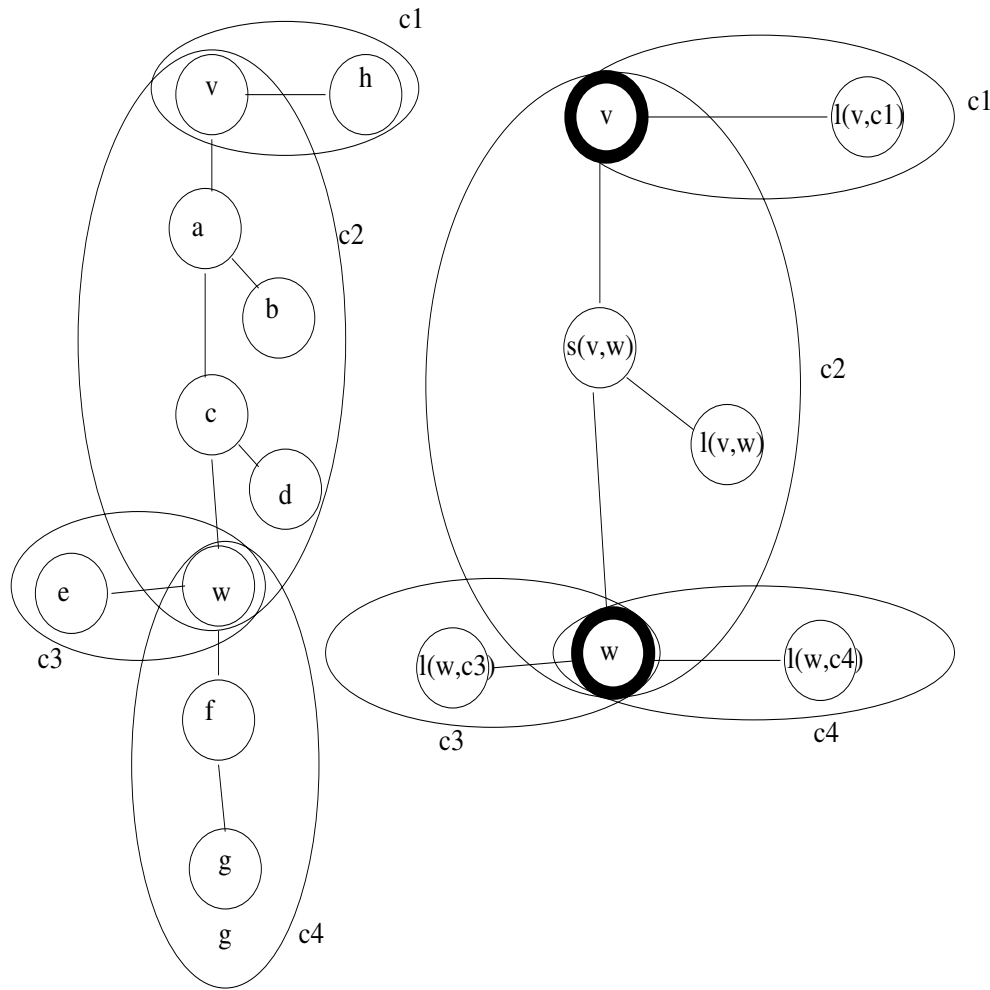 c1
v
h
a
c2
b
c
d
e
w
c3
f
g
g
c4
v
l(v,c1)
c1
s(v,w)
c2
l(v,w)
l(w,c3)
w
l(w,c4)
c3
c4